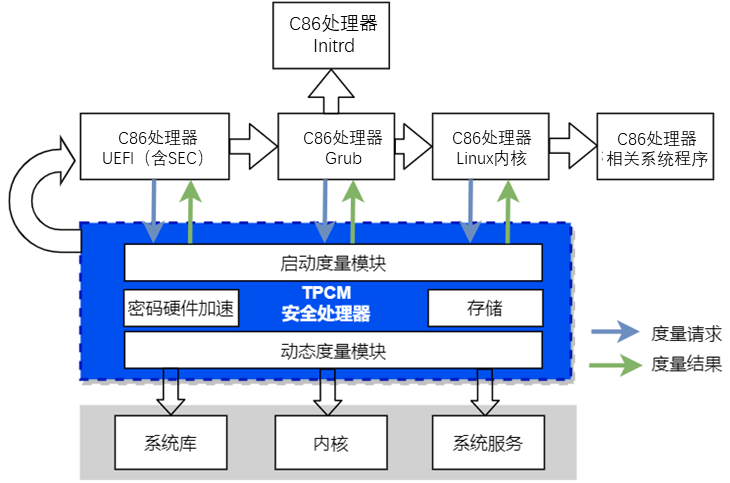 C86处理器
Initrd
C86处理器
UEFI（含SEC）
C86处理器
Grub
C86处理器
Linux内核
C86处理器
相关系统程序
启动度量模块
密码硬件加速
TPCM
安全处理器
存储
动态度量模块
度量请求
度量结果
系统库
内核
系统服务